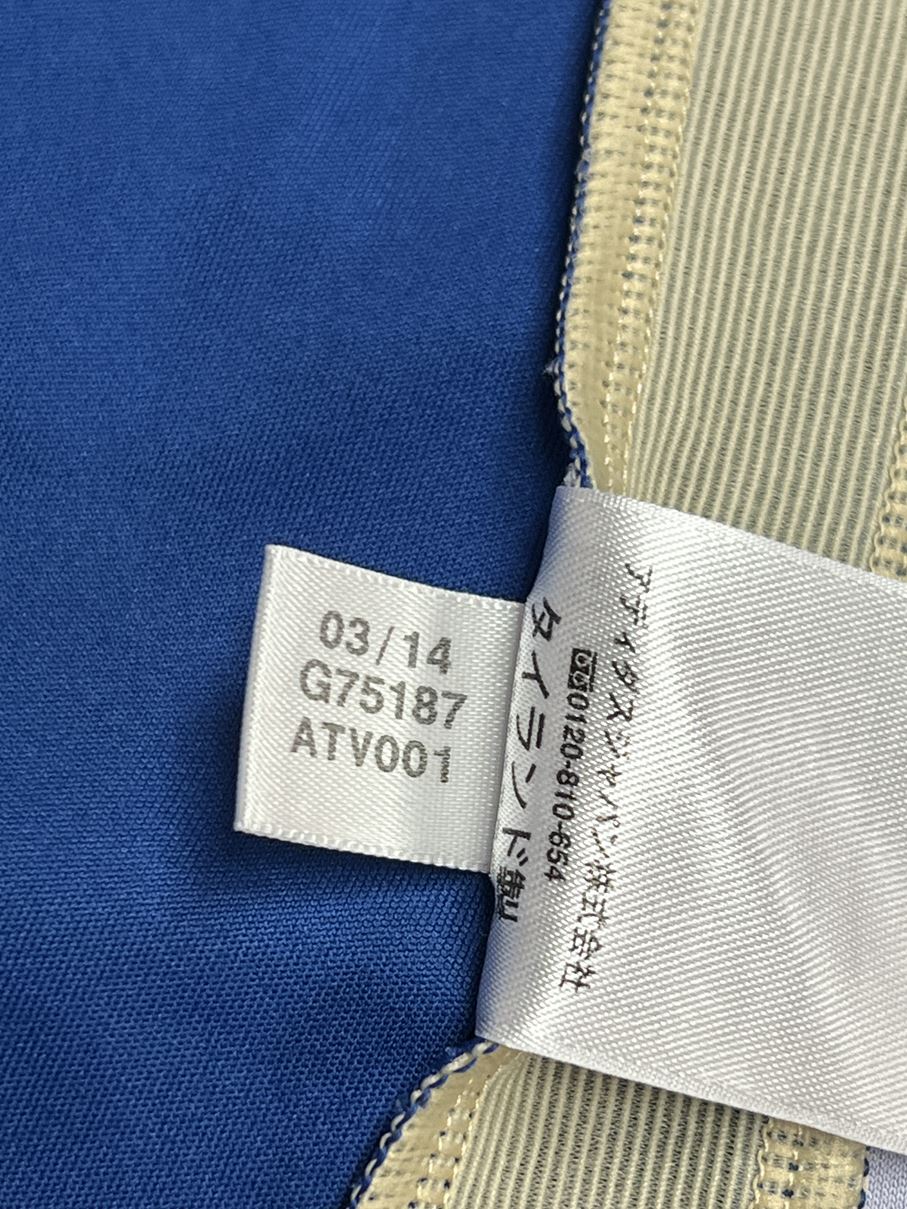 03/14
G75187
ATV001
アディダスジャパン株式会社
0120-810-654
タイランド製